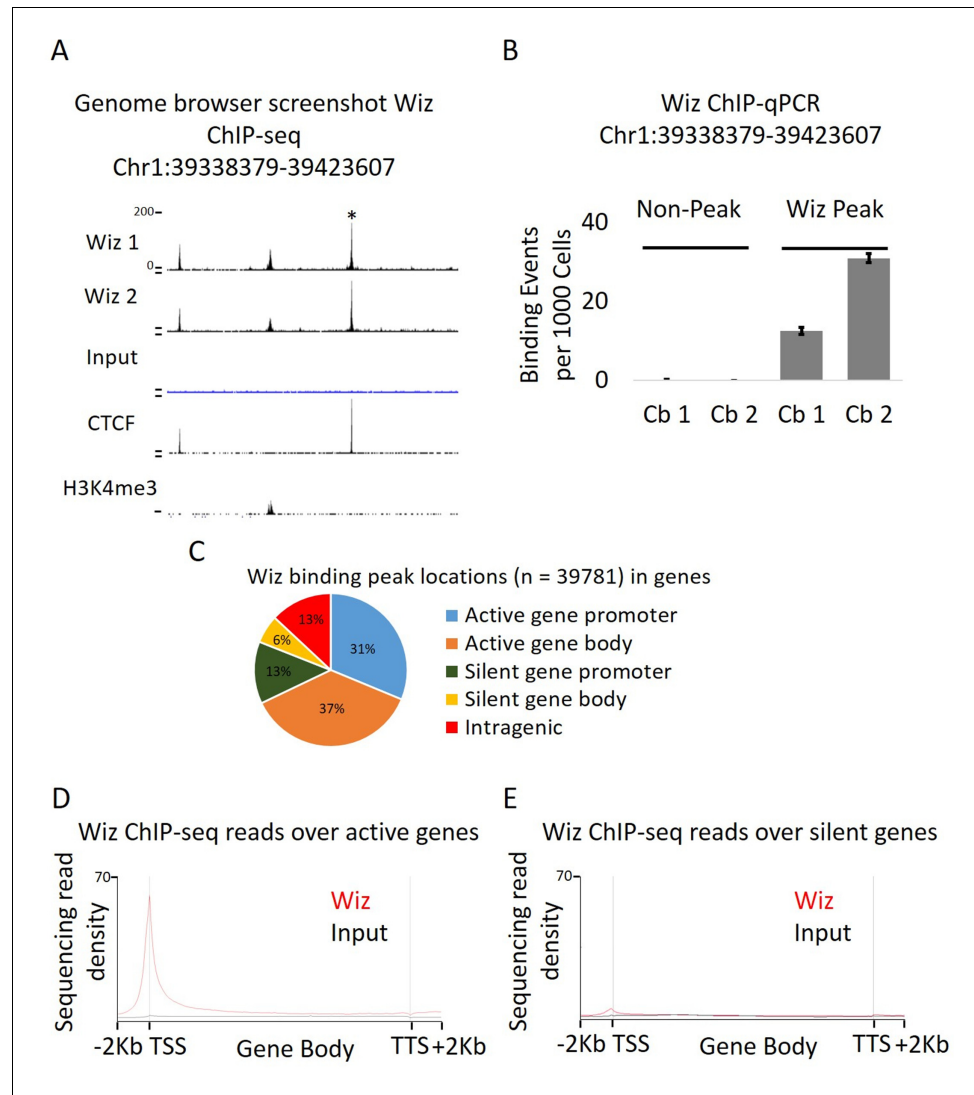 A
Genome browser screenshot Wiz
ChIP-seq
Chr1:39338379-39423607
200
*
Wiz 1
0
Wiz 2
Input
CTCF
H3K4me3
B
Wiz ChIP-qPCR
Chr1:39338379-39423607
Non-Peak
Wiz Peak
Binding Events
per 1000 Cells
40
20
0
Cb 1
Cb 2
Cb 1
Cb 2
C
Wiz binding peak locations (n = 39781) in genes
13%
31%
6%
13%
37%
Active gene promoter
Active gene body
Silent gene promoter
Silent gene body
Intragenic
D
Wiz ChIP-seq reads over active genes
Sequencing read
density
70
Wiz
Input
-2Kb TSS
Gene Body
TTS +2Kb
E
Wiz ChIP-seq reads over silent genes
Sequencing read
density
70
Wiz
Input
-2Kb TSS
Gene Body
TTS +2Kb